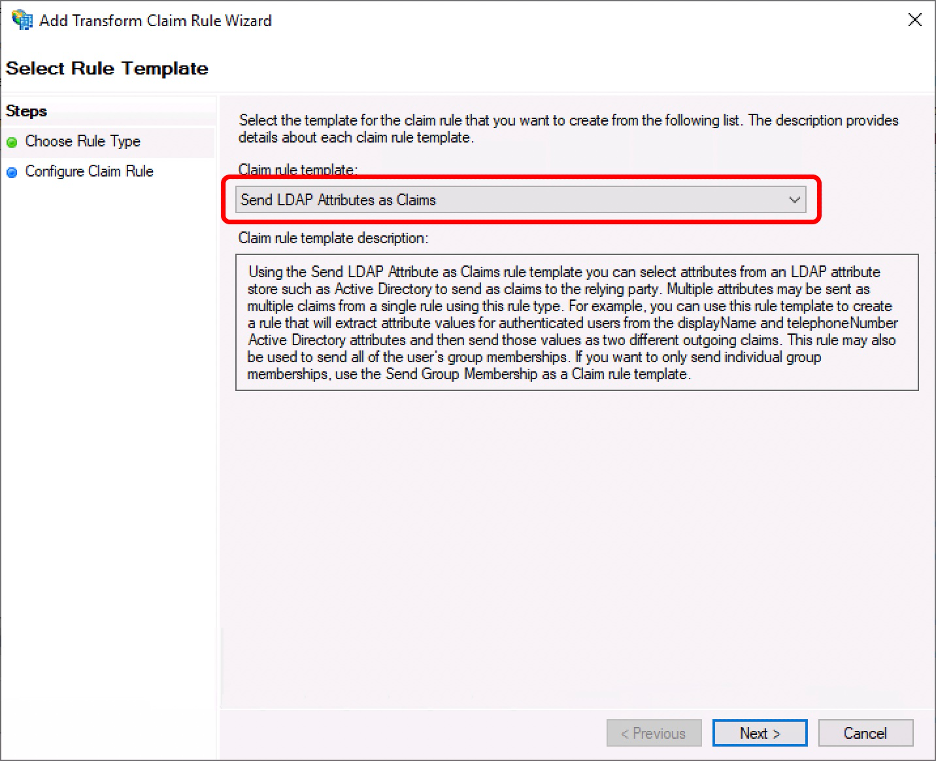 Add Transform Claim Rule Wizard
Select Rule Template
Steps
Choose Rule Type
Configure Claim Rule
Select the template for the claim rule that you want to create from the following list. The description provides
details about each claim rule template.
Claim rule template:
Send LDAP Attributes as Claims
Claim rule template description:
Using the Send LDAP Attribute as Claims rule template you can select attributes from an LDAP attribute
store such as Active Directory to send as claims to the relying party. Multiple attributes may be sent as
multiple claims from a single rule using this rule type. For example, you can use this rule template to create
a rule that will extract attribute values for authenticated users from the displayName and telephoneNumber
Active Directory attributes and then send those values as two different outgoing claims. This rule may also
be used to send all of the user's group memberships. If you want to only send individual group
memberships, use the Send Group Membership as a Claim rule template.
< Previous
Next >
Cancel